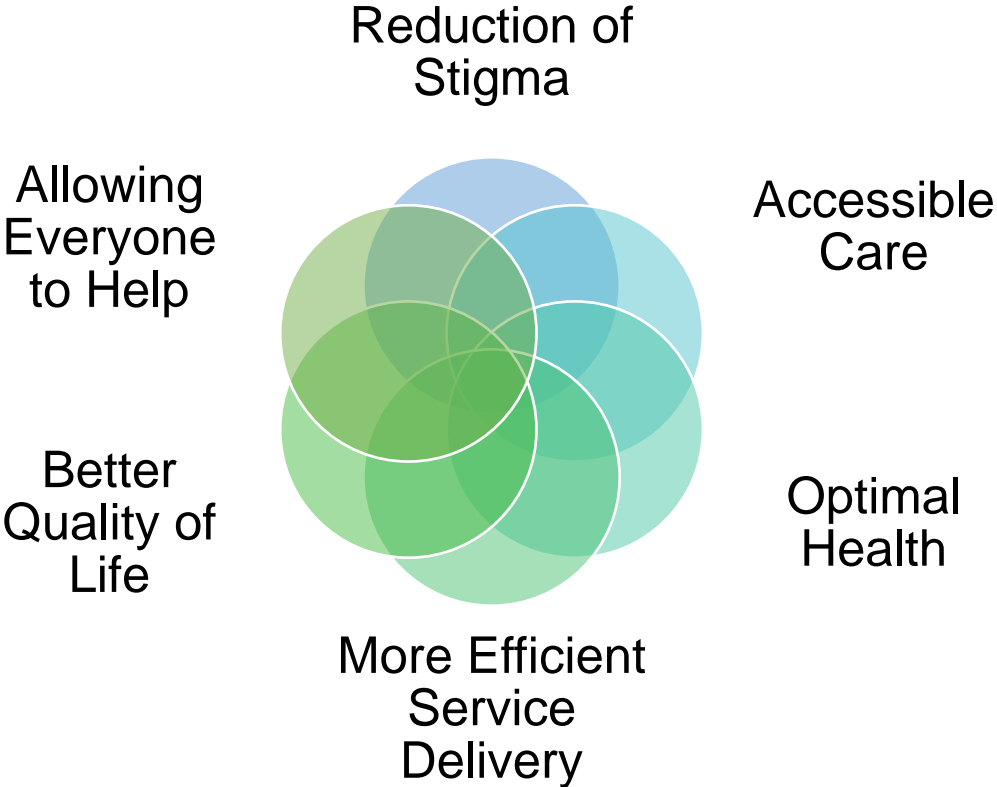 Reduction of
Stigma
Accessible
Care
Optimal
Health
More Efficient
Service
Delivery
Better
Quality of
Life
Allowing
Everyone
to Help